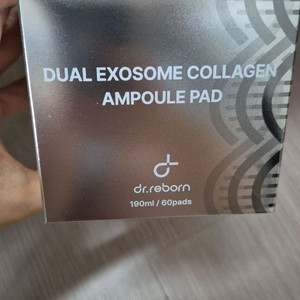 DUAL EXOSOME COLLAGEN
AMPOULE PAD
dr.reborn
190ml / 60pads